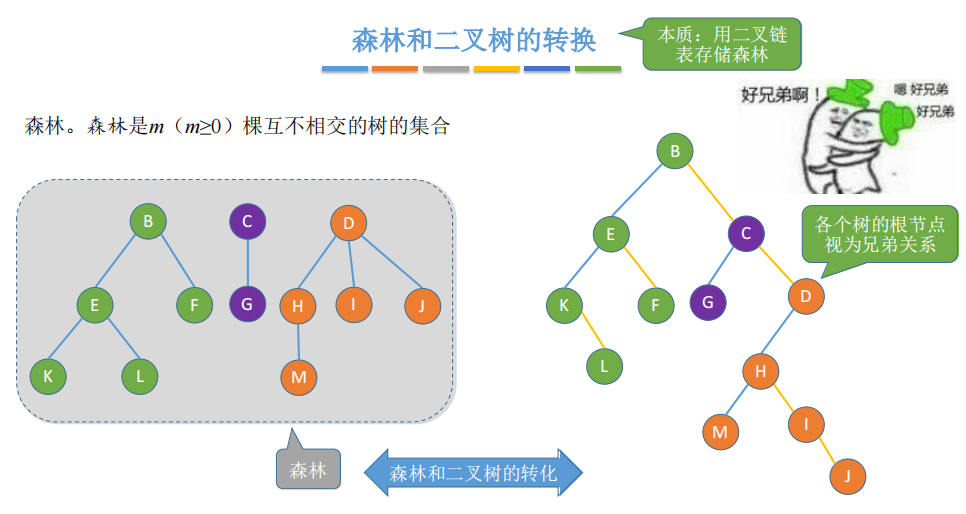 森林和二叉树的转换
本质：用二叉链
表存储森林
好兄弟啊！
嗯 好兄弟
好兄弟
森林。森林是m（m≥0）棵互不相交的树的集合
B
C
D
E
F
G
H
I
J
K
L
M
森林
森林和二叉树的转化
B
E
C
各个树的根节点
视为兄弟关系
K
F
G
D
L
H
M
I
J